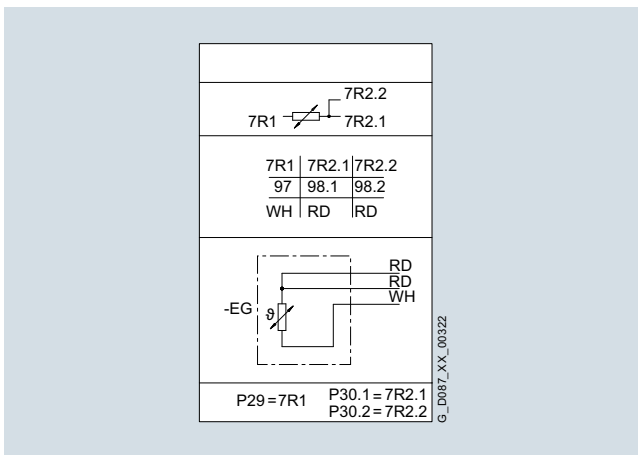 7R2.2
7R1 7R2.1
7R1 7R2.1 7R2.2
97 98.1 98.2
WH RD RD
RD
RD
WH
-EG ϑ
P29=7R1 P30.1=7R2.1
P30.2=7R2.2
G_D087_XX_00322